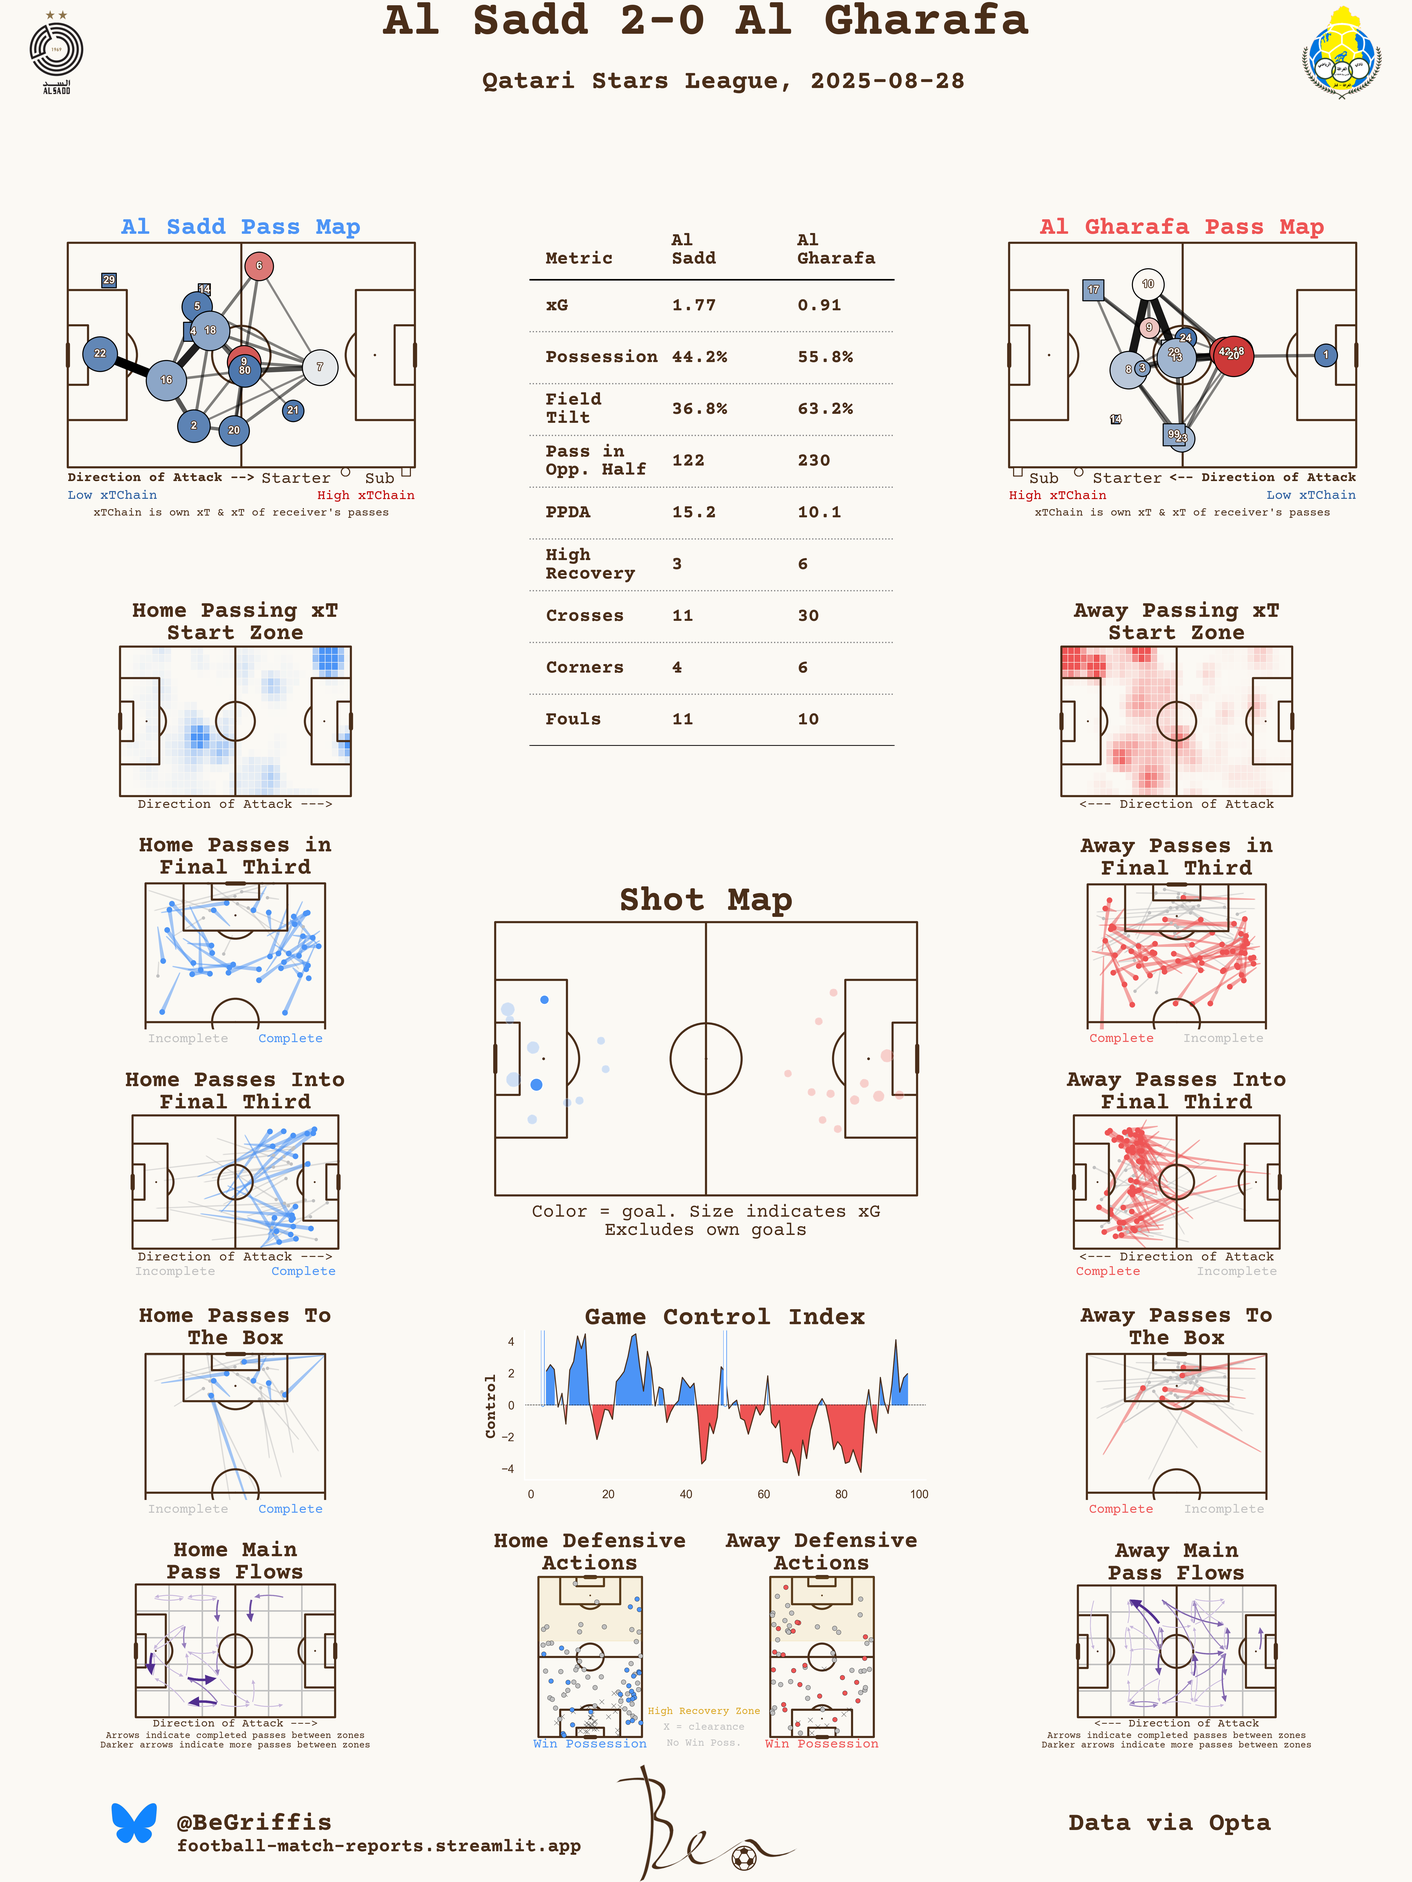 Al Sadd 2-0 Al Gharafa
Qatari Stars League, 2025-08-28
1969
السد
ALSADD
Al Sadd Pass Map
29
14
5
4
18
22
16
9
80
7
6
21
2
20
Direction of Attack --> Starter Sub
Low xTChain High xTChain
xTChain is own xT & xT of receiver's passes
Metric Al Sadd Al Gharafa
xG 1.77 0.91
Possession 44.2% 55.8%
Field Tilt 36.8% 63.2%
Pass in Opp. Half 122 230
PPDA 15.2 10.1
High Recovery 3 6
Crosses 11 30
Corners 4 6
Fouls 11 10
Al Gharafa Pass Map
17
10
9
24
29
13
8
3
42
18
20
1
14
99
23
Sub Starter <-- Direction of Attack
High xTChain Low xTChain
xTChain is own xT & xT of receiver's passes
Home Passing xT
Start Zone
Direction of Attack --->
Away Passing xT
Start Zone
<--- Direction of Attack
Home Passes in
Final Third
Incomplete Complete
Away Passes in
Final Third
Complete Incomplete
Shot Map
Color = goal. Size indicates xG
Excludes own goals
Home Passes Into
Final Third
Direction of Attack --->
Incomplete Complete
Away Passes Into
Final Third
<--- Direction of Attack
Complete Incomplete
Home Passes To
The Box
Incomplete Complete
Game Control Index
Control
4
2
0
−2
−4
0 20 40 60 80 100
Away Passes To
The Box
Complete Incomplete
Home Main
Pass Flows
Direction of Attack --->
Arrows indicate completed passes between zones
Darker arrows indicate more passes between zones
Home Defensive
Actions
Win Possession
High Recovery Zone
X = clearance
No Win Poss.
Away Defensive
Actions
Win Possession
Away Main
Pass Flows
<--- Direction of Attack
Arrows indicate completed passes between zones
Darker arrows indicate more passes between zones
@BeGriffis
football-match-reports.streamlit.app
Ben
Data via Opta